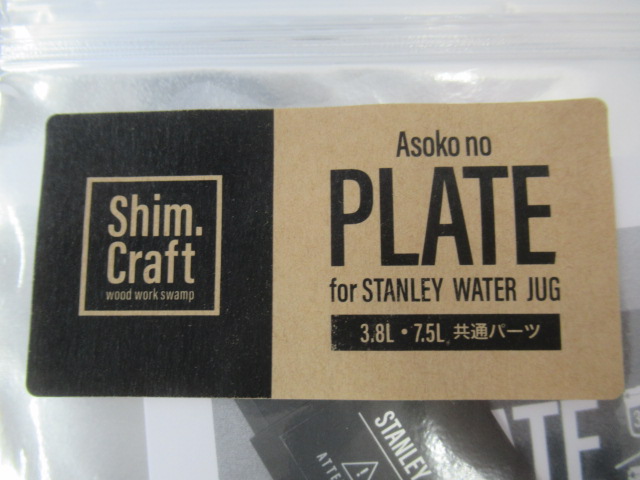 Shim.
Craft
wood work swamp
Asoko no
PLATE
for STANLEY WATER JUG
3.8L・7.5L 共通パーツ
STANLEY
ATTE